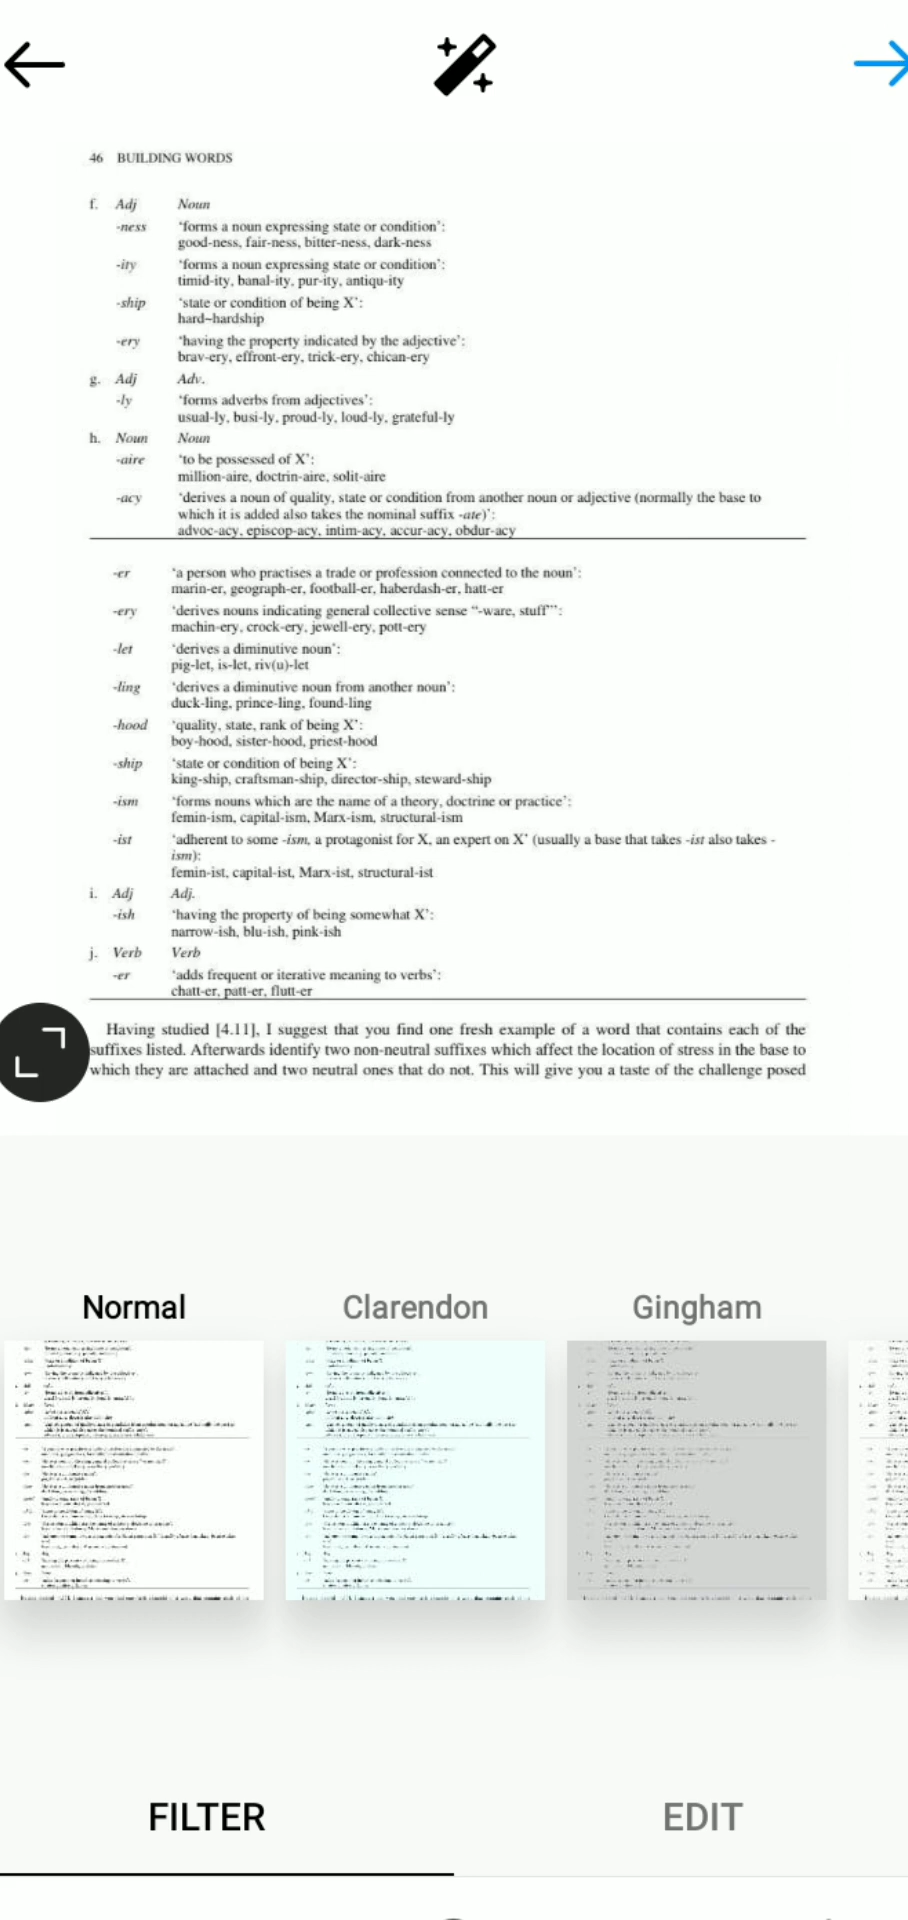 46 BUILDING WORDS
f. Adj Noun
-ness ‘forms a noun expressing state or condition’:
good-ness, fair-ness, bitter-ness, dark-ness
-ity ‘forms a noun expressing state or condition’:
timid-ity, banal-ity, pur-ity, antiqu-ity
-ship ‘state or condition of being X’:
hard~hardship
-ery ‘having the property indicated by the adjective’:
brav-ery, effront-ery, trick-ery, chican-ery
g. Adj Adv.
-ly ‘forms adverbs from adjectives’:
usual-ly, busi-ly, proud-ly, loud-ly, grateful-ly
h. Noun Noun
-aire ‘to be possessed of X’:
million-aire, doctrin-aire, solit-aire
-acy ‘derives a noun of quality, state or condition from another noun or adjective (normally the base to
which it is added also takes the nominal suffix -ate)’:
advoc-acy, episcop-acy, intim-acy, accur-acy, obdur-acy
-er ‘a person who practises a trade or profession connected to the noun’:
marin-er, geograph-er, football-er, haberdash-er, hatt-er
-ery ‘derives nouns indicating general collective sense “-ware, stuff”’:
machin-ery, crock-ery, jewell-ery, pott-ery
-let ‘derives a diminutive noun’:
pig-let, is-let, riv(u)-let
-ling ‘derives a diminutive noun from another noun’:
duck-ling, prince-ling, found-ling
-hood ‘quality, state, rank of being X’:
boy-hood, sister-hood, priest-hood
-ship ‘state or condition of being X’:
king-ship, craftsman-ship, director-ship, steward-ship
-ism ‘forms nouns which are the name of a theory, doctrine or practice’:
femin-ism, capital-ism, Marx-ism, structural-ism
-ist ‘adherent to some -ism, a protagonist for X, an expert on X’ (usually a base that takes -ist also takes -
ism):
femin-ist, capital-ist, Marx-ist, structural-ist
i. Adj Adj.
-ish ‘having the property of being somewhat X’:
narrow-ish, blu-ish, pink-ish
j. Verb Verb
-er ‘adds frequent or iterative meaning to verbs’:
chatt-er, patt-er, flutt-er
Having studied [4.11], I suggest that you find one fresh example of a word that contains each of the
suffixes listed. Afterwards identify two non-neutral suffixes which affect the location of stress in the base to
which they are attached and two neutral ones that do not. This will give you a taste of the challenge posed
Normal Clarendon Gingham
FILTER EDIT